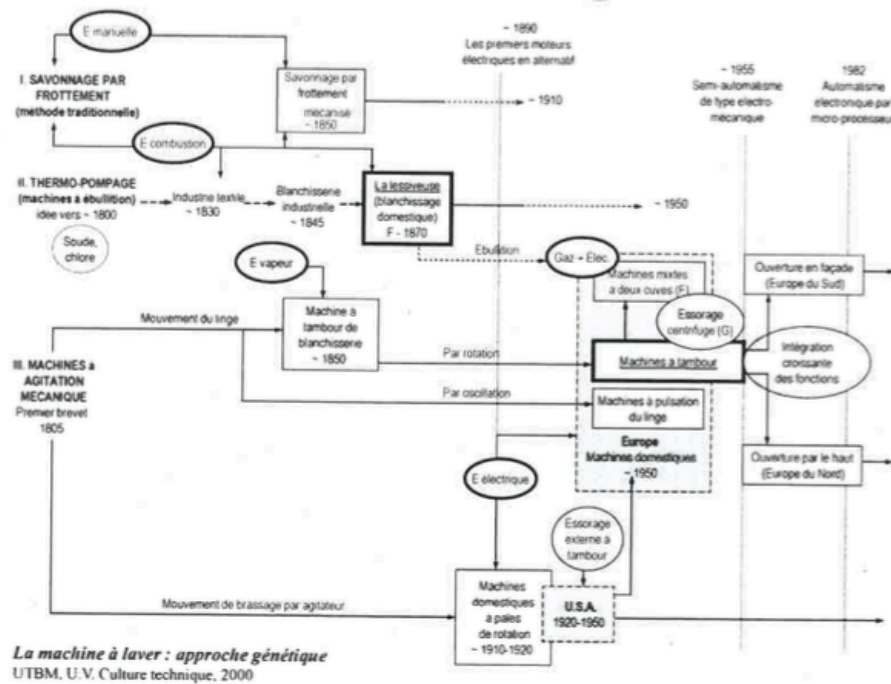 E manuelle
~ 1890
Les premiers moteurs
électriques en alternatif
~ 1955
Semi-automatisme
de type electro-
mécanique
1982
Automatisme
électronique par
micro-processeur
I. SAVONNAGE PAR
FROTTEMENT
(méthode traditionnelle)
Savonnage par
frottement
mécanisé
~ 1850
~ 1910
E combustion
II. THERMO-POMPAGE
(machines à ébullition)
idée vers ~ 1800
Industrie textile
~ 1830
Blanchisserie
industrielle
~ 1845
La lessiveuse
(blanchissage
domestique)
F - 1870
~ 1950
Soude,
chlore
Ebullition
Gaz + Élec.
E vapeur
Machines mixtes
a deux cuves (F)
Essorage
centrifuge (G)
Ouverture en façade
(Europe du Sud)
Mouvement du linge
Machine à
tambour de
blanchisserie
~ 1850
Par rotation
Machines à tambour
Intégration
croissante
des fonctions
III. MACHINES à
AGITATION
MECANIQUE
Premier brevet
1805
Par oscillation
Machines à pulsation
du linge
Europe
Machines domestiques
~ 1950
Ouverture par le haut
(Europe du Nord)
E électrique
Essorage
externe à
tambour
Mouvement de brassage par agitateur
Machines
domestiques
a pales
de rotation
~ 1910-1920
U.S.A.
1920-1950
La machine à laver : approche génétique
UTBM, U.V. Culture technique, 2000